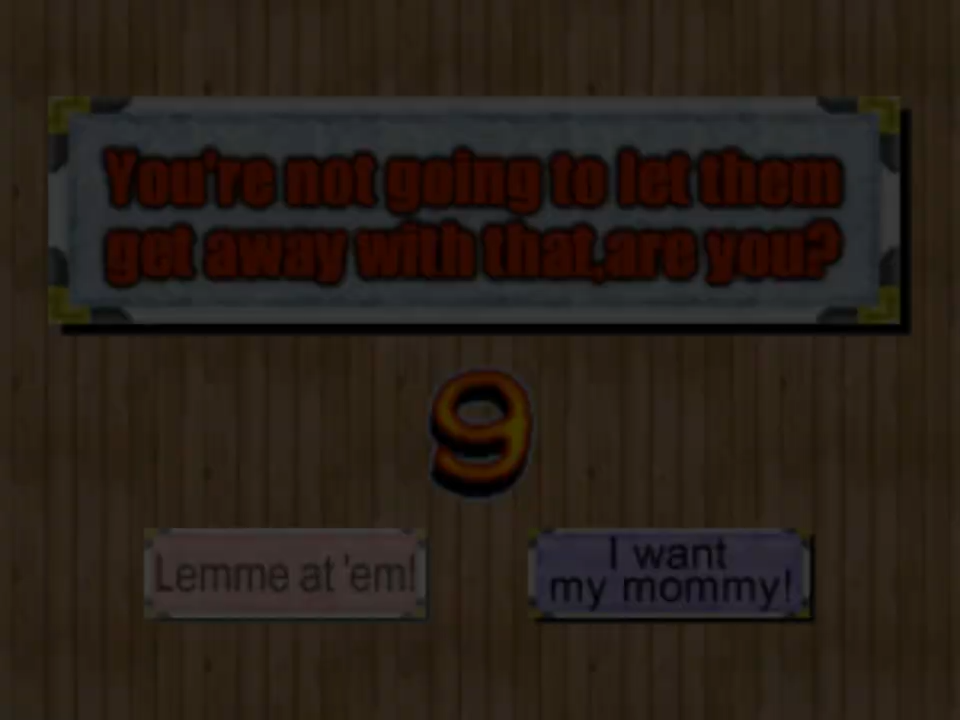 You're not going to let them
get away with that,are you?
9
Lemme at 'em!
I want
my mommy!